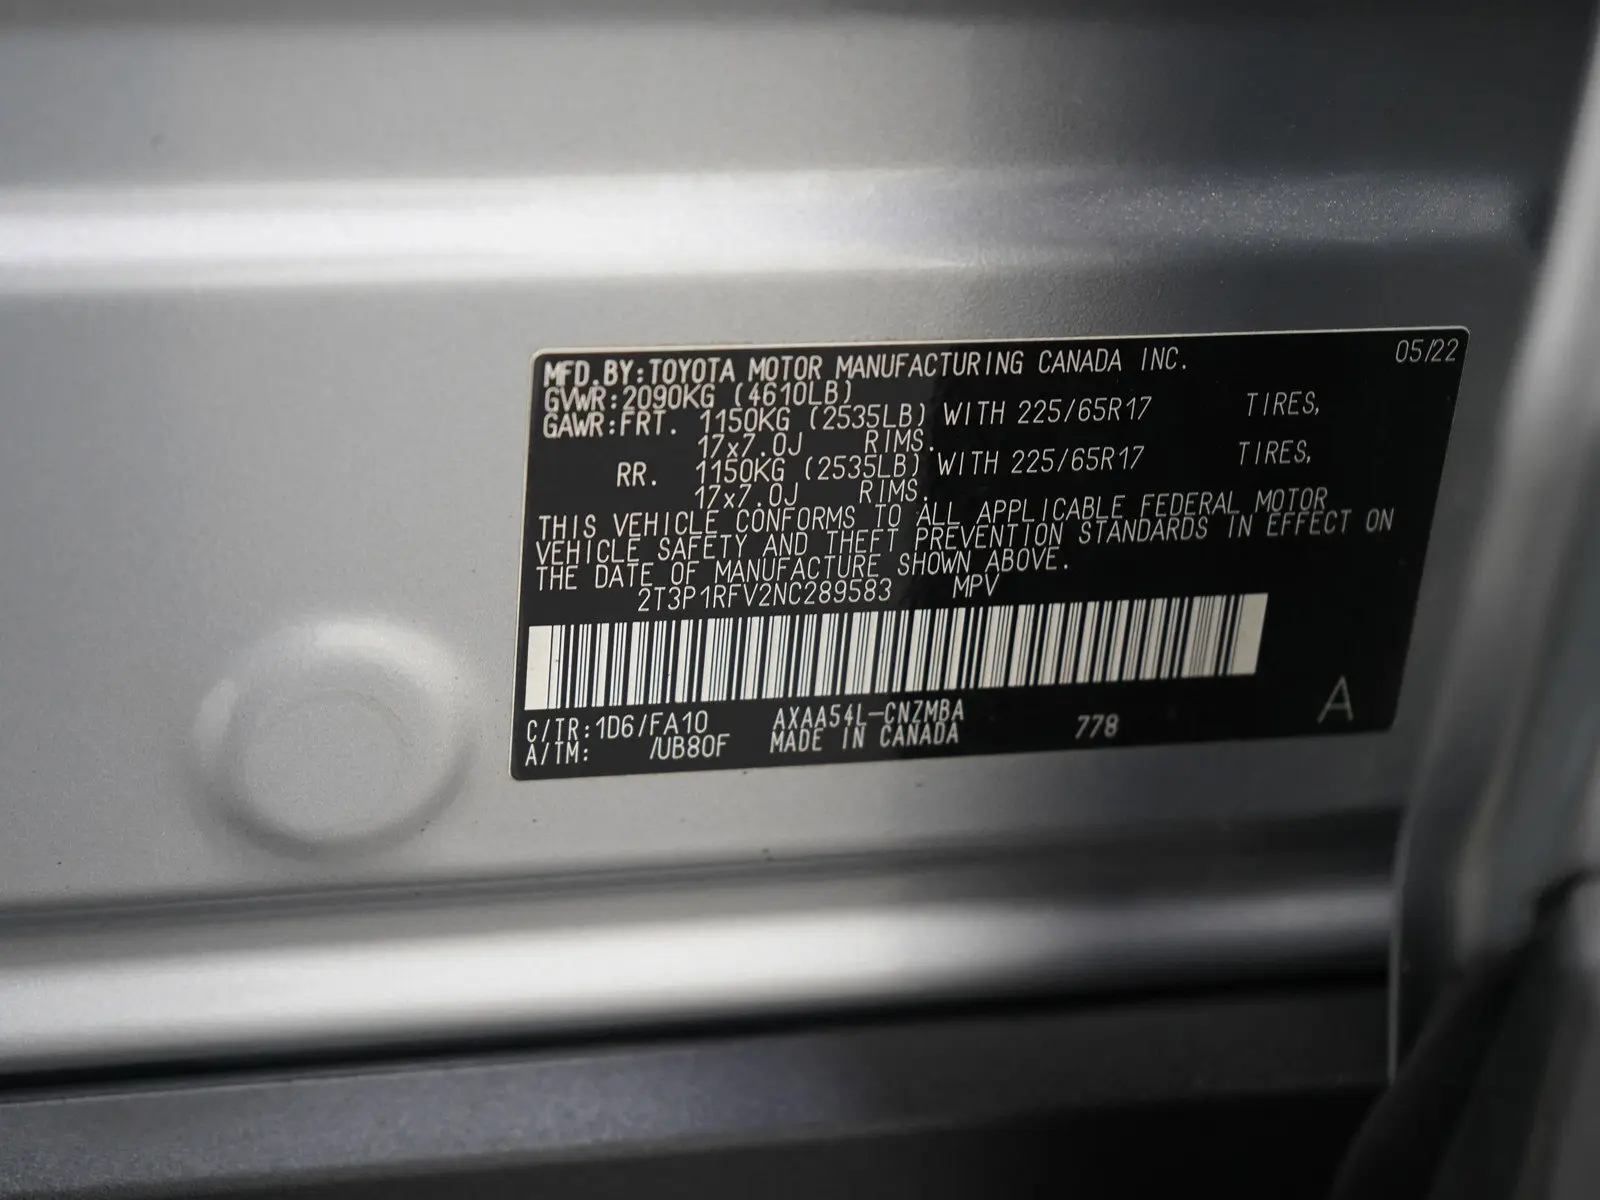 MFD.BY:TOYOTA MOTOR MANUFACTURING CANADA INC. 05/22
GVWR:2090KG (4610LB)
GAWR:FRT. 1150KG (2535LB) WITH 225/65R17 TIRES,
17x7.0J RIMS.
RR. 1150KG (2535LB) WITH 225/65R17 TIRES,
17x7.0J RIMS.
THIS VEHICLE CONFORMS TO ALL APPLICABLE FEDERAL MOTOR
VEHICLE SAFETY AND THEFT PREVENTION STANDARDS IN EFFECT ON
THE DATE OF MANUFACTURE SHOWN ABOVE.
2T3P1RFV2NC289583 MPV
C/TR:1D6/FA10 AXAA54L-CNZMBA 778 A
A/TM: /UB80F MADE IN CANADA